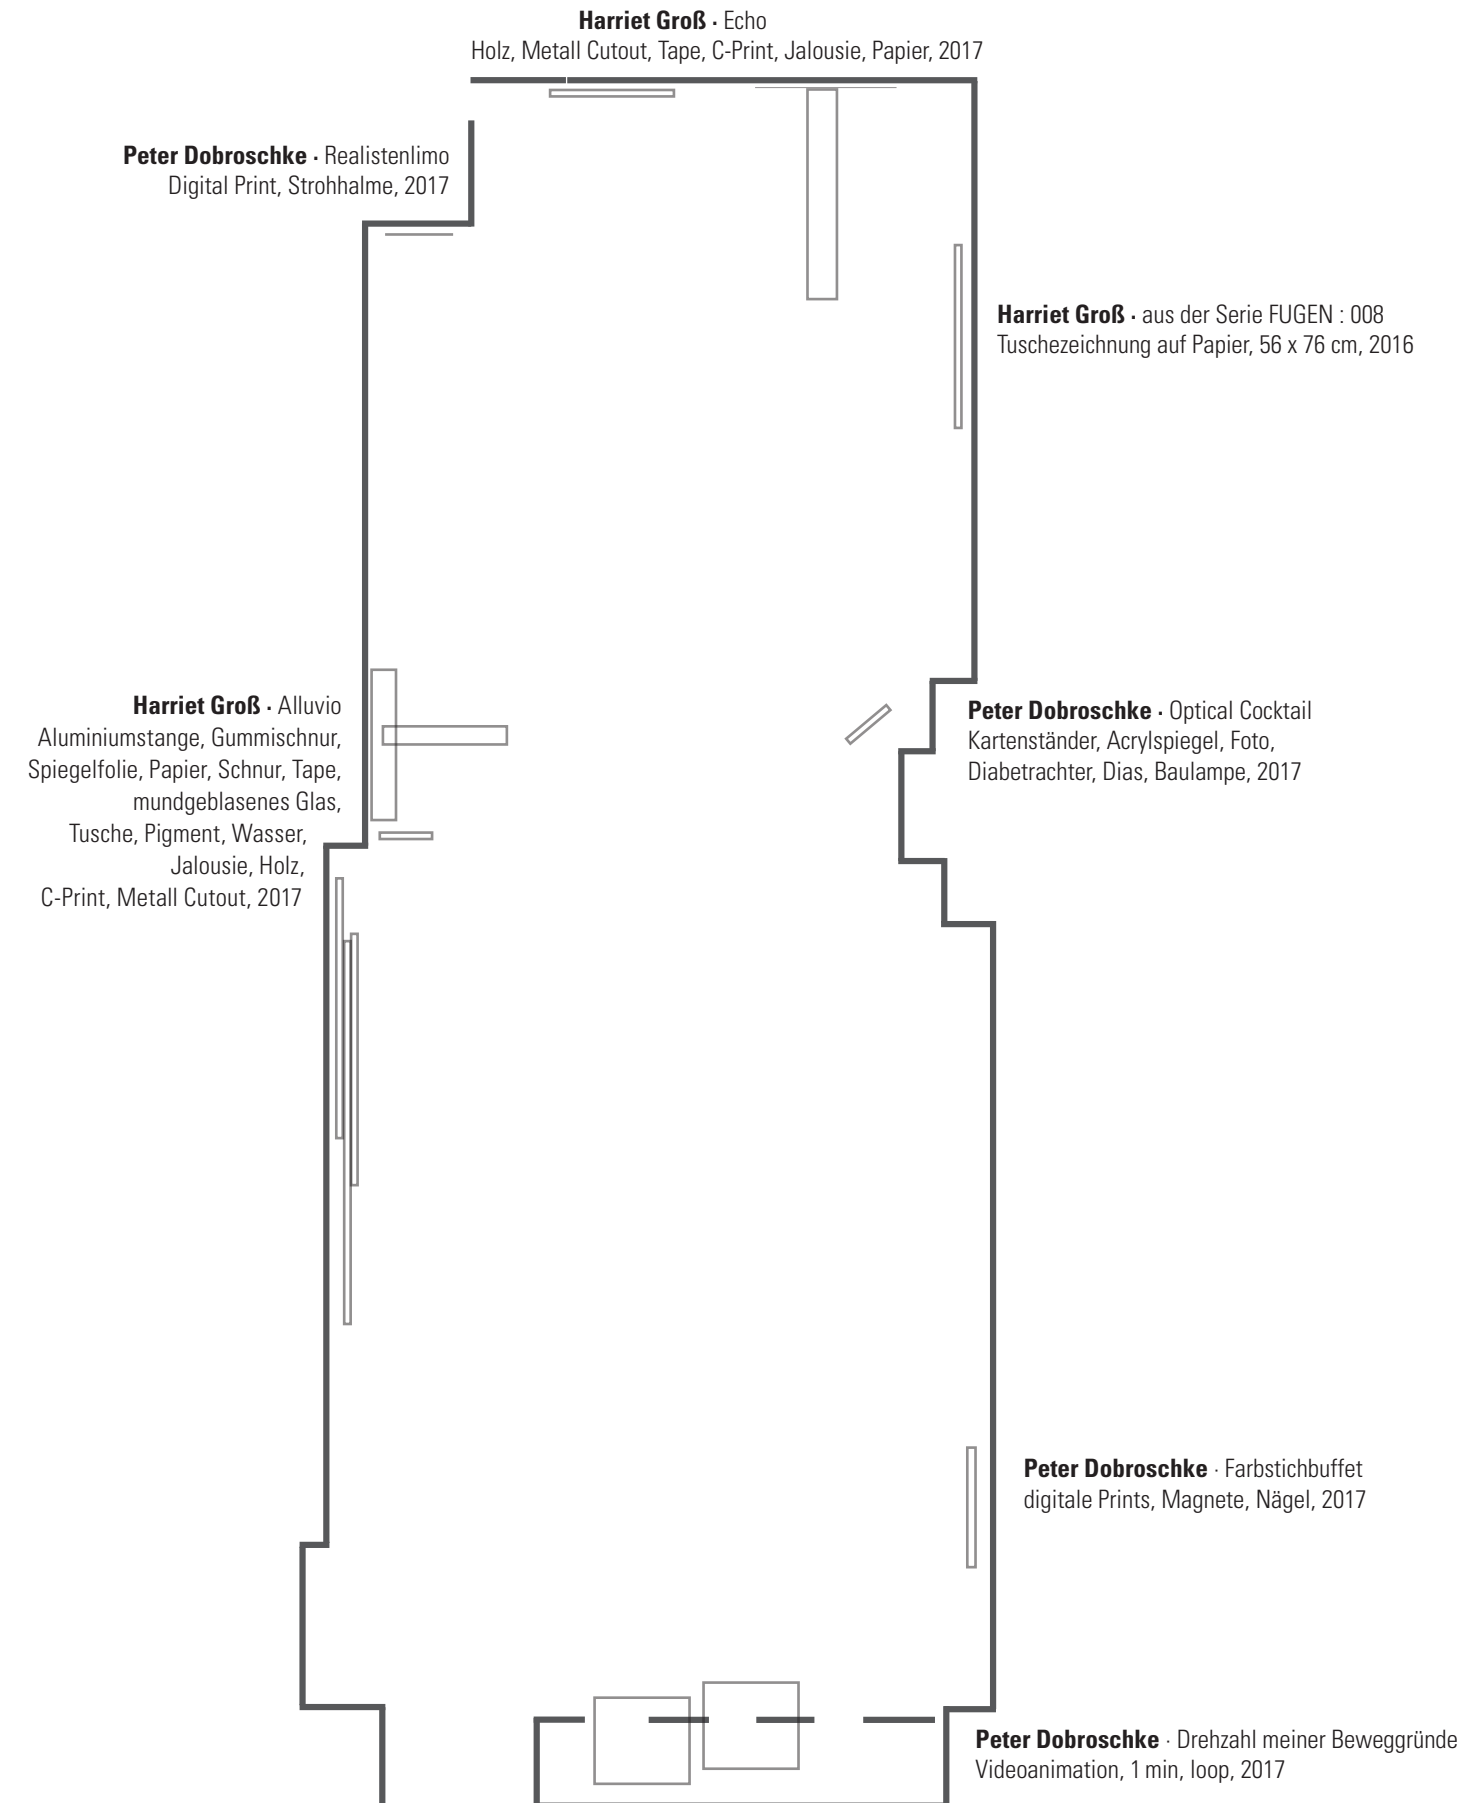 Harriet Groß · Echo
Holz, Metall Cutout, Tape, C-Print, Jalousie, Papier, 2017
Peter Dobroschke · Realistenlimo
Digital Print, Strohhalme, 2017
Harriet Groß · aus der Serie FUGEN : 008
Tuschezeichnung auf Papier, 56 x 76 cm, 2016
Harriet Groß · Alluvio
Aluminiumstange, Gummischnur,
Spiegelfolie, Papier, Schnur, Tape,
mundgeblasenes Glas,
Tusche, Pigment, Wasser,
Jalousie, Holz,
C-Print, Metall Cutout, 2017
Peter Dobroschke · Optical Cocktail
Kartenständer, Acrylspiegel, Foto,
Diabetrachter, Dias, Baulampe, 2017
Peter Dobroschke · Farbstichbuffet
digitale Prints, Magnete, Nägel, 2017
Peter Dobroschke · Drehzahl meiner Beweggründe
Videoanimation, 1 min, loop, 2017